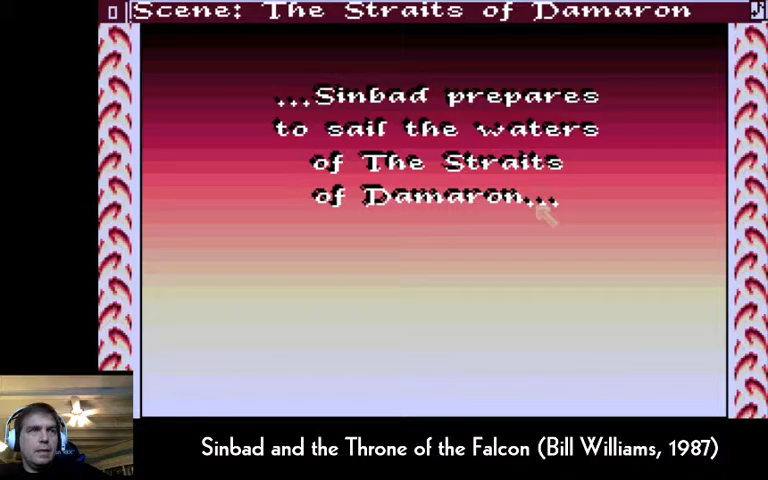 Scene: The Straits of Damaron
...Sinbad prepares
to sail the waters
of The Straits
of Damaron...
Sinbad and the Throne of the Falcon (Bill Williams, 1987)